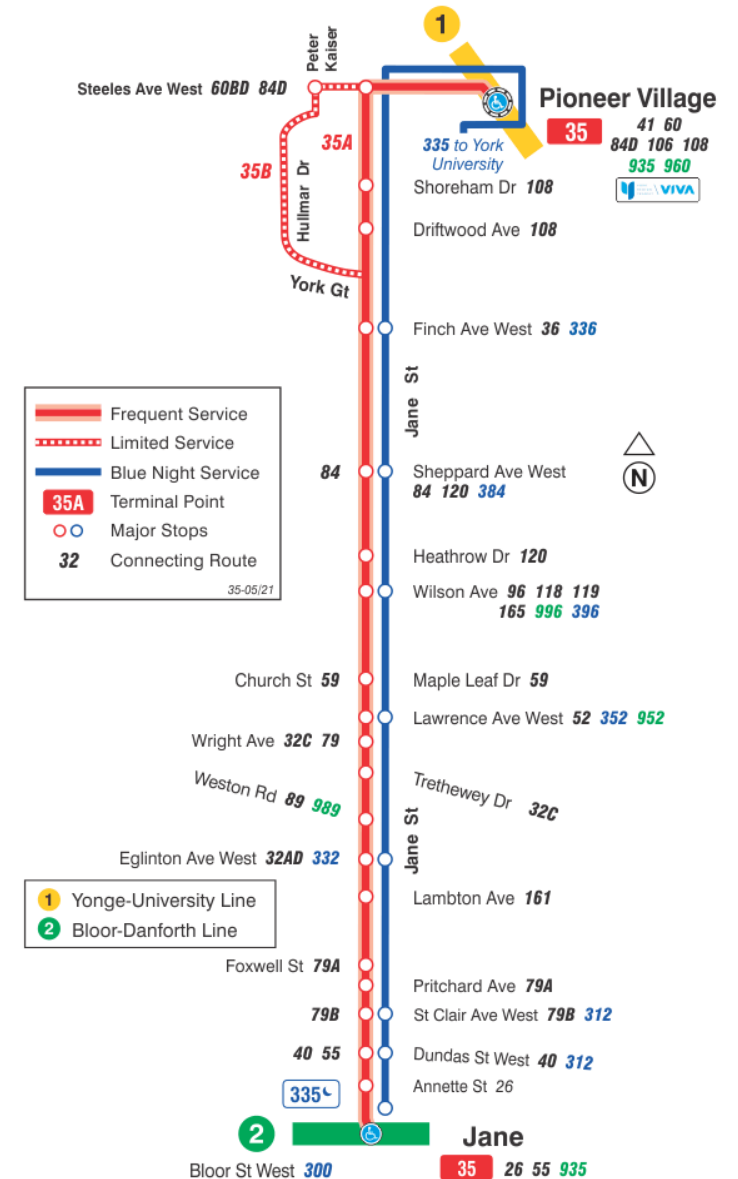 1
Peter
Kaiser
Steeles Ave West 60BD 84D
Pioneer Village
35
41 60
84D 106 108
935 960
VIVA
335 to York
University
35A
35B
Hullmar Dr
York Gt
Shoreham Dr 108
Driftwood Ave 108
Finch Ave West 36 336
Jane St
Frequent Service
Limited Service
Blue Night Service
35A Terminal Point
Major Stops
32 Connecting Route
35-05/21
N
84
Sheppard Ave West
84 120 384
Heathrow Dr 120
Wilson Ave 96 118 119
165 996 396
Church St 59
Maple Leaf Dr 59
Lawrence Ave West 52 352 952
Wright Ave 32C 79
Weston Rd 89 989
Trethewey Dr 32C
Jane St
Eglinton Ave West 32AD 332
1 Yonge-University Line
2 Bloor-Danforth Line
Lambton Ave 161
Foxwell St 79A
Pritchard Ave 79A
79B
St Clair Ave West 79B 312
40 55
Dundas St West 40 312
335
Annette St 26
2
Jane
Bloor St West 300
35 26 55 935